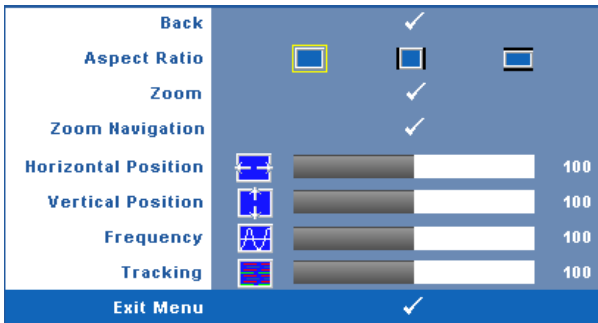 Back
Aspect Ratio
Zoom
Zoom Navigation
Horizontal Position 100
Vertical Position 100
Frequency 100
Tracking 100
Exit Menu